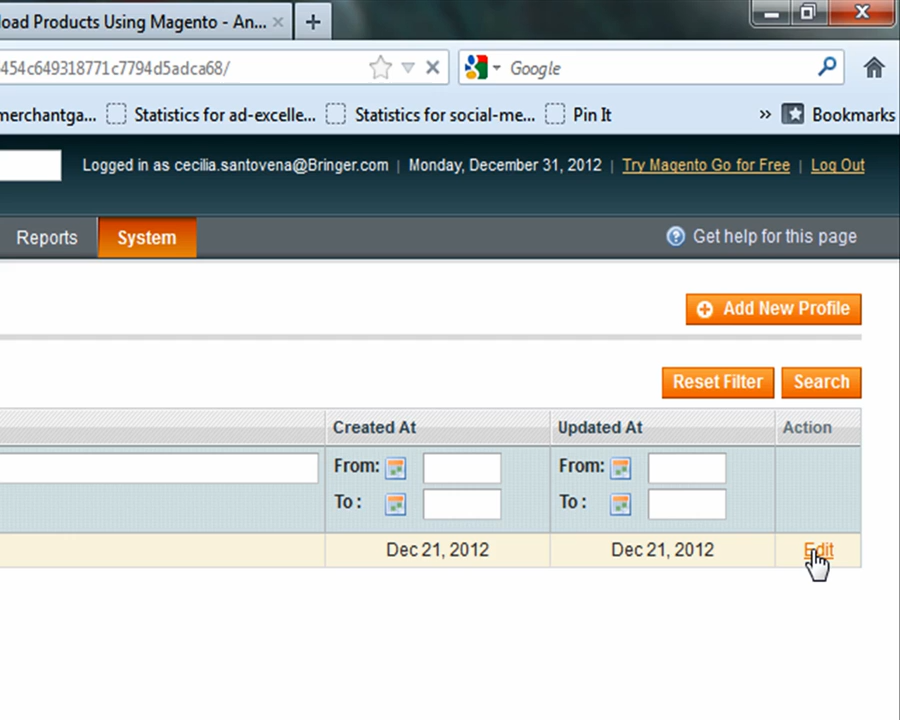 load Products Using Magento - An...
454c649318771c7794d5adca68/
Google
merchantga... Statistics for ad-excelle... Statistics for social-me... Pin It » Bookmarks
Logged in as cecilia.santovena@Bringer.com | Monday, December 31, 2012 | Try Magento Go for Free | Log Out
Reports System Get help for this page
Add New Profile
Reset Filter Search
Created At Updated At Action
From: From:
To : To :
Dec 21, 2012 Dec 21, 2012 Edit